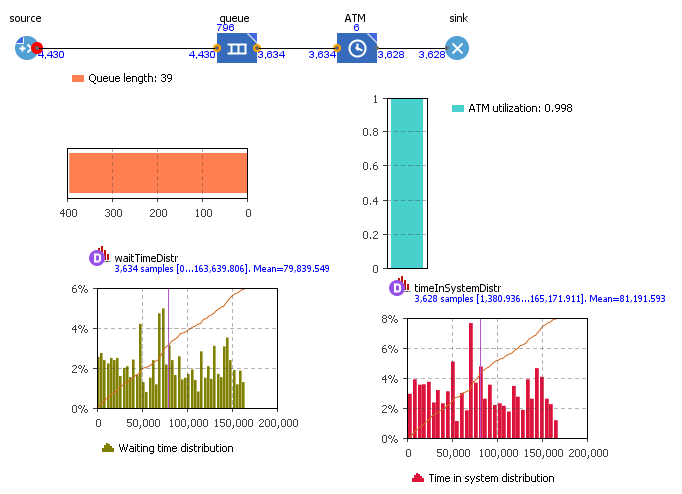 source queue ATM sink
796 6
4,430 4,430 3,634 3,634 3,628 3,628
Queue length: 39
1
ATM utilization: 0.998
0.8
0.6
0.4
0.2
0
400 300 200 100 0
D waitTimeDistr
3,634 samples [0...163,639.806]. Mean=79,839.549
6%
4%
2%
0%
0 50,000 100,000 150,000 200,000
Waiting time distribution
D timeInSystemDistr
3,628 samples [1,380.936...165,171.911]. Mean=81,191.593
8%
6%
4%
2%
0%
0 50,000 100,000 150,000 200,000
Time in system distribution